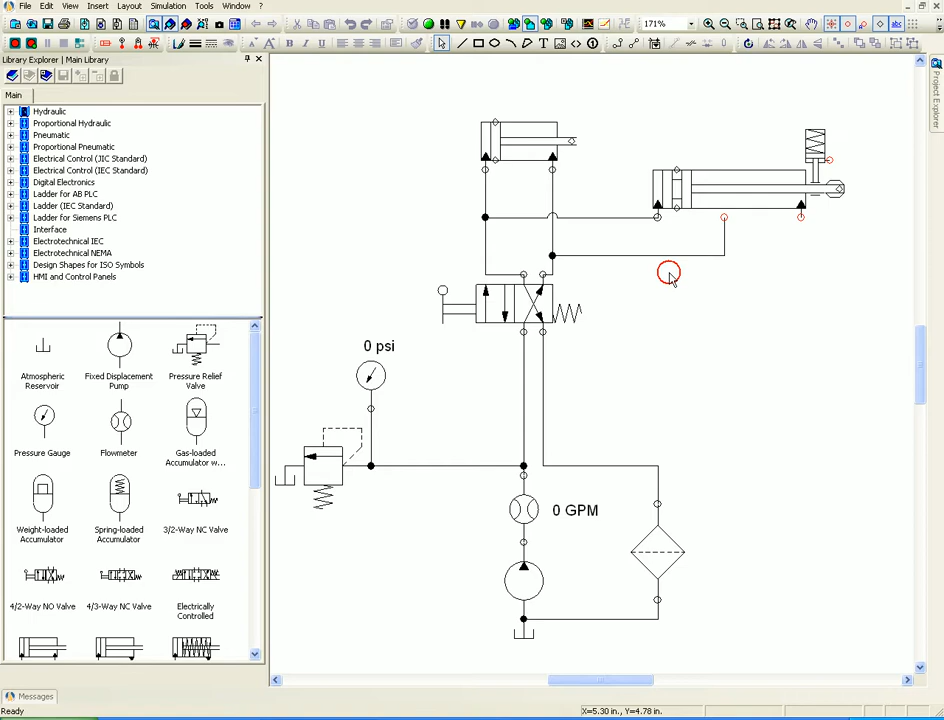 File Edit View Insert Layout Simulation Tools Window ?
171%
Library Explorer | Main Library
Main
Hydraulic
Proportional Hydraulic
Pneumatic
Proportional Pneumatic
Electrical Control (JIC Standard)
Electrical Control (IEC Standard)
Digital Electronics
Ladder for AB PLC
Ladder (IEC Standard)
Ladder for Siemens PLC
Interface
Electrotechnical IEC
Electrotechnical NEMA
Design Shapes for ISO Symbols
HMI and Control Panels
Atmospheric Reservoir
Fixed Displacement Pump
Pressure Relief Valve
Pressure Gauge
Flowmeter
Gas-loaded Accumulator w...
Weight-loaded Accumulator
Spring-loaded Accumulator
3/2-Way NC Valve
4/2-Way NO Valve
4/3-Way NC Valve
Electrically Controlled
0 psi
0 GPM
Project Explorer
Messages
Ready
X=5.30 in., Y=4.78 in.